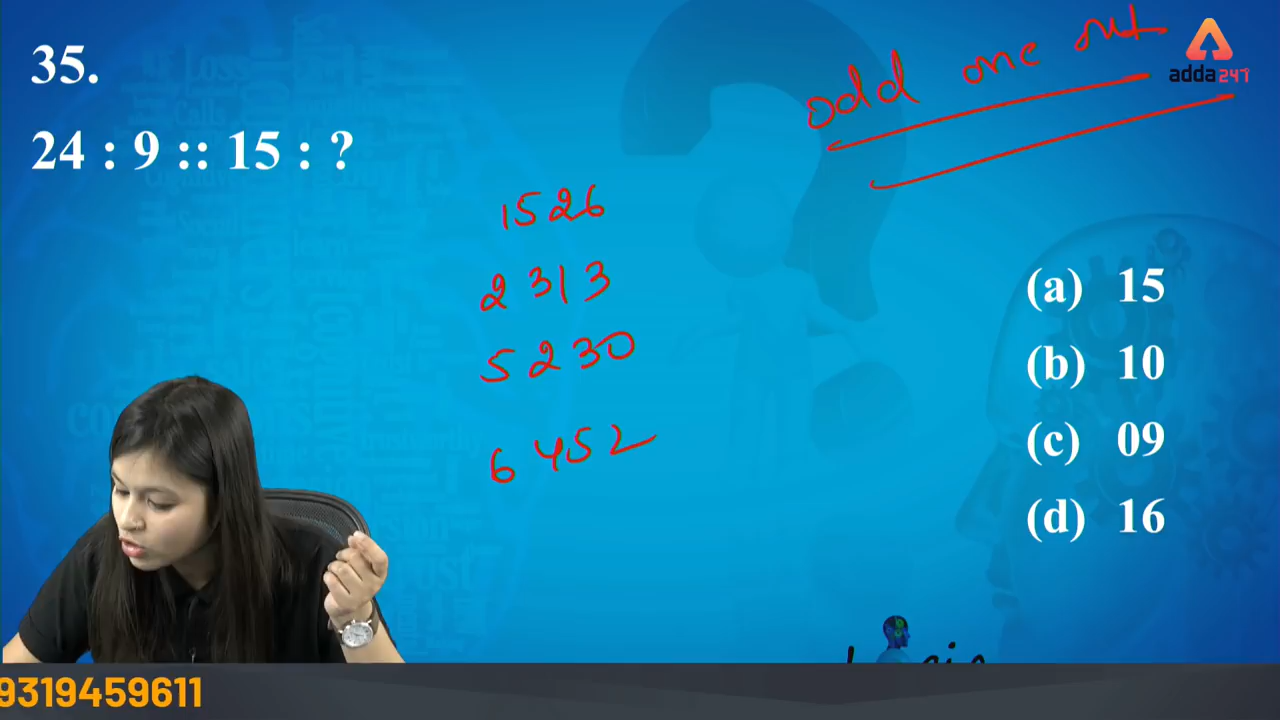 35.
24 : 9 :: 15 : ?
odd one out
adda247
1526
2313
5230
6452
(a) 15
(b) 10
(c) 09
(d) 16
9319459611